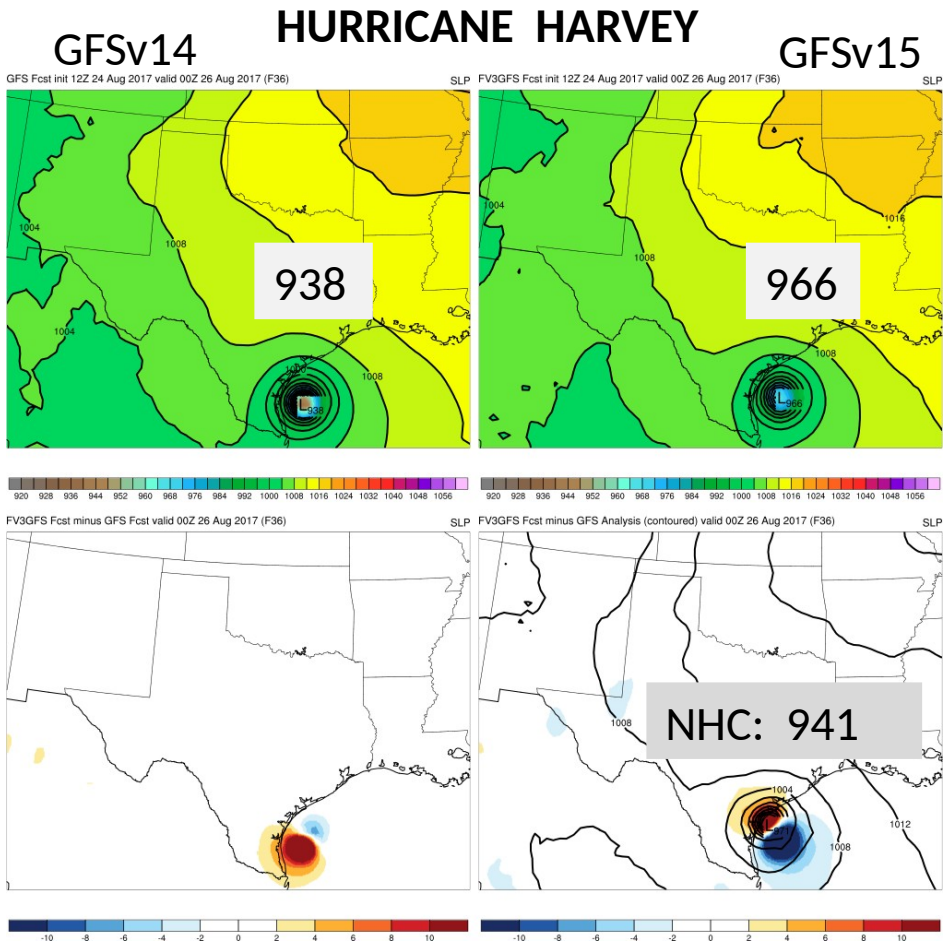 HURRICANE HARVEY
GFSv14
GFSv15
GFS Fcst init 12Z 24 Aug 2017 valid 00Z 26 Aug 2017 (F36) SLP
FV3GFS Fcst init 12Z 24 Aug 2017 valid 00Z 26 Aug 2017 (F36) SLP
1004
1008
938
1004
1008
L938
1004
1016
1008
966
1008
L966
920 928 936 944 952 960 968 976 984 992 1000 1008 1016 1024 1032 1040 1048 1056
920 928 936 944 952 960 968 976 984 992 1000 1008 1016 1024 1032 1040 1048 1056
FV3GFS Fcst minus GFS Fcst valid 00Z 26 Aug 2017 (F36) SLP
FV3GFS Fcst minus GFS Analysis (contoured) valid 00Z 26 Aug 2017 (F36) SLP
1008
NHC: 941
1004
1012
1008
-10 -8 -6 -4 -2 0 2 4 6 8 10
-10 -8 -6 -4 -2 0 2 4 6 8 10